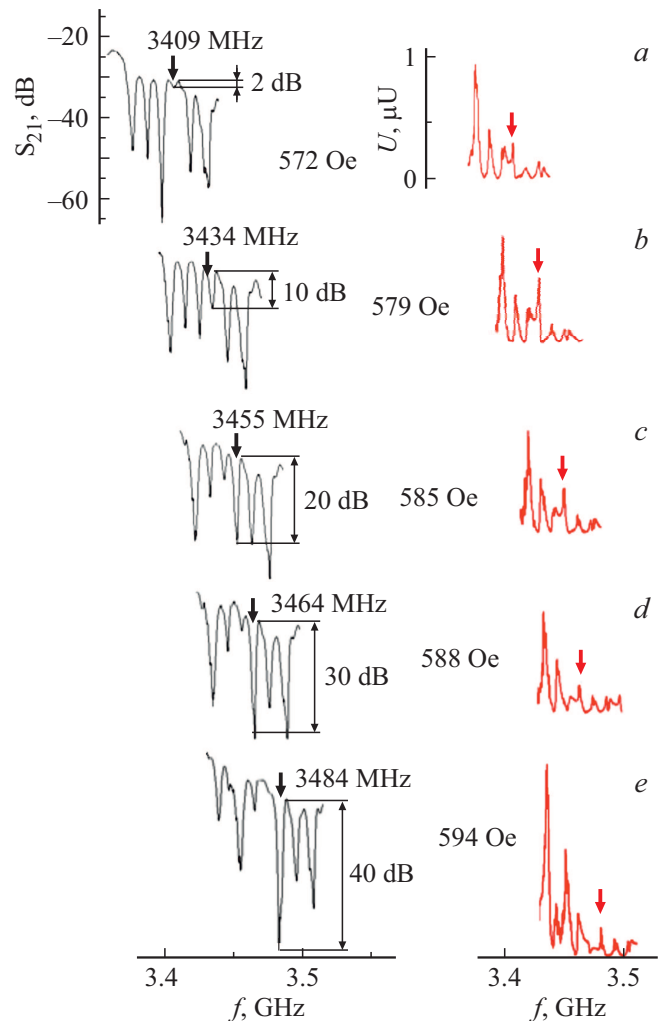 −20
−40
−60
S21, dB
3409 MHz
2 dB
572 Oe
1
0
U, μU
a
3434 MHz
10 dB
579 Oe
b
3455 MHz
20 dB
585 Oe
c
3464 MHz
30 dB
588 Oe
d
3484 MHz
40 dB
594 Oe
e
3.4 3.5
f, GHz
3.4 3.5
f, GHz